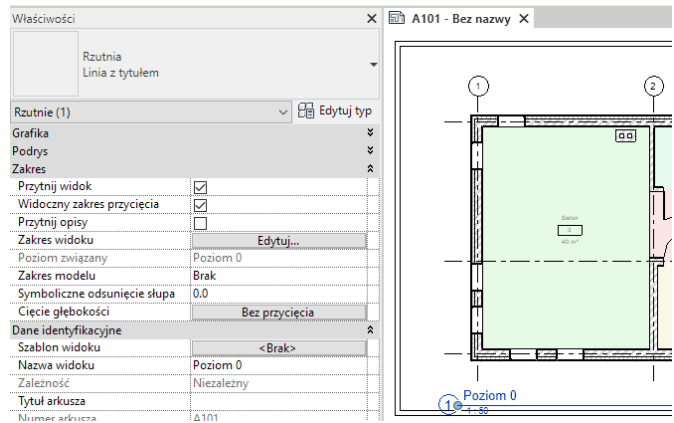 Właściwości
A101 - Bez nazwy
Rzutnia
Linia z tytułem
Rzutnie (1)
Edytuj typ
Grafika
Podrys
Zakres
Przytnij widok
Widoczny zakres przycięcia
Przytnij opisy
Zakres widoku Edytuj...
Poziom związany Poziom 0
Zakres modelu Brak
Symboliczne odsunięcie słupa 0.0
Cięcie głębokości Bez przycięcia
Dane identyfikacyjne
Szablon widoku <Brak>
Nazwa widoku Poziom 0
Zależność Niezależny
Tytuł arkusza
Numer arkusza A101
1
2
Salon
3
40 m²
1
Poziom 0
1 : 50